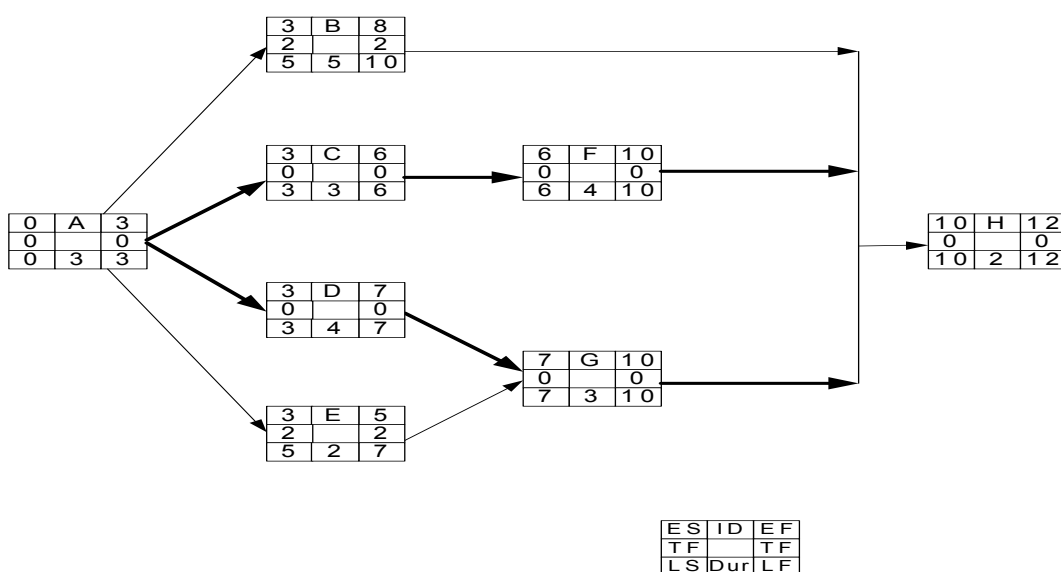 3 B 8
2 2
5 5 10
3 C 6
0 0
3 3 6
6 F 10
0 0
6 4 10
0 A 3
0 0
0 3 3
10 H 12
0 0
10 2 12
3 D 7
0 0
3 4 7
7 G 10
0 0
7 3 10
3 E 5
2 2
5 2 7
ES ID EF
TF TF
LS Dur LF